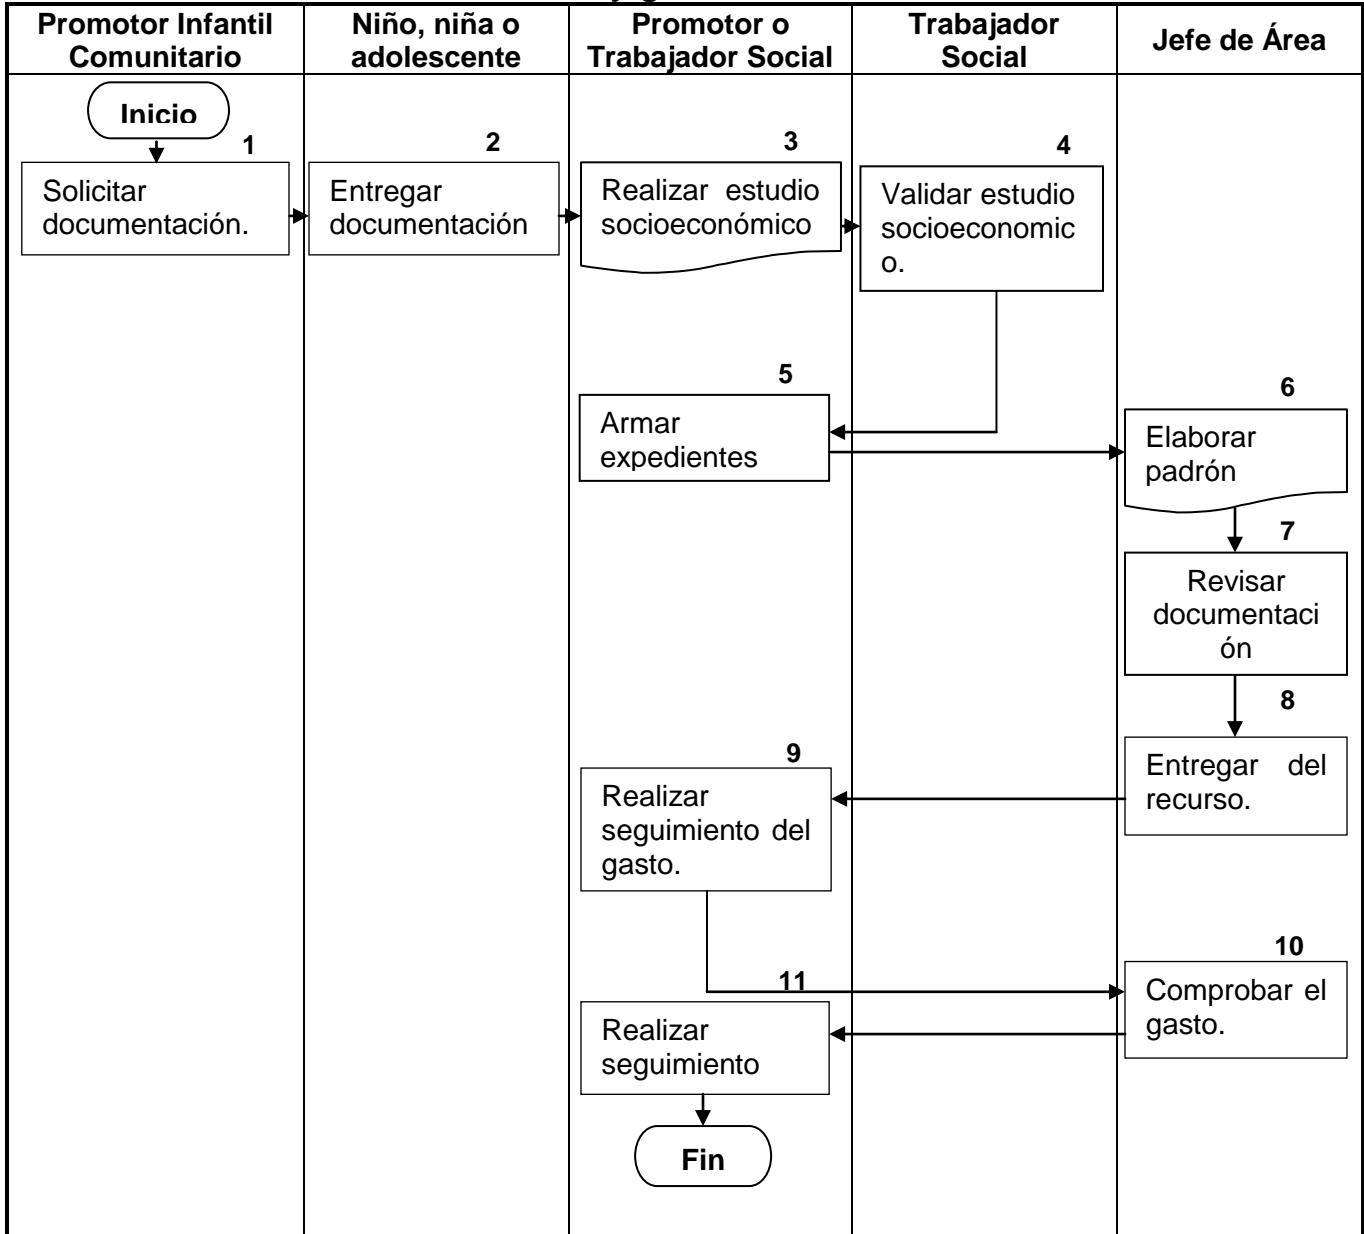 Promotor Infantil
Comunitario
Niño, niña o
adolescente
Promotor o
Trabajador Social
Trabajador
Social
Jefe de Área
Inicio
1
Solicitar
documentación.
2
Entregar
documentación
3
Realizar estudio
socioeconómico
4
Validar estudio
socioeconomic
o.
5
Armar
expedientes
6
Elaborar
padrón
7
Revisar
documentaci
ón
8
Entregar del
recurso.
9
Realizar
seguimiento del
gasto.
10
Comprobar el
gasto.
11
Realizar
seguimiento
Fin